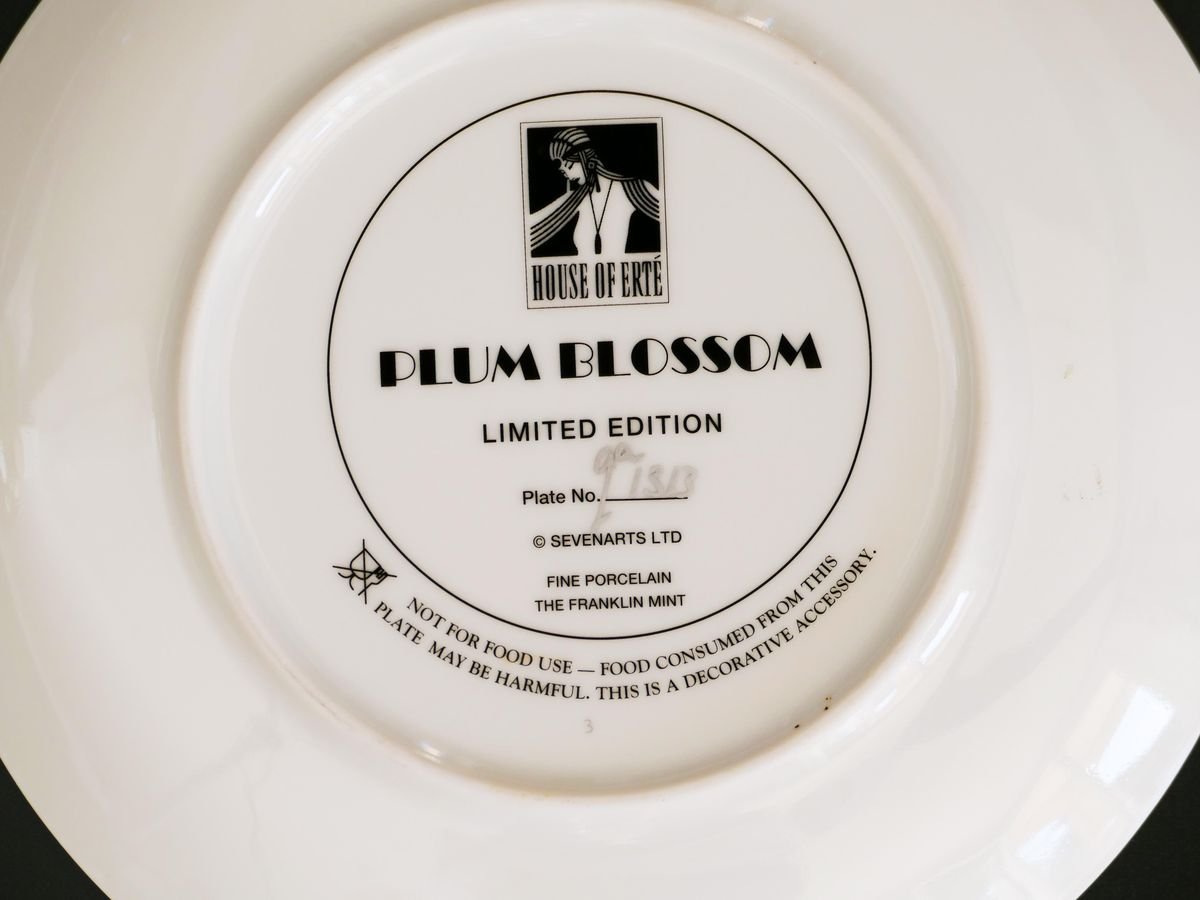 HOUSE OF ERTÉ
PLUM BLOSSOM
LIMITED EDITION
Plate No.
© SEVENARTS LTD
FINE PORCELAIN
THE FRANKLIN MINT
NOT FOR FOOD USE — FOOD CONSUMED FROM THIS
PLATE MAY BE HARMFUL. THIS IS A DECORATIVE ACCESSORY.
3